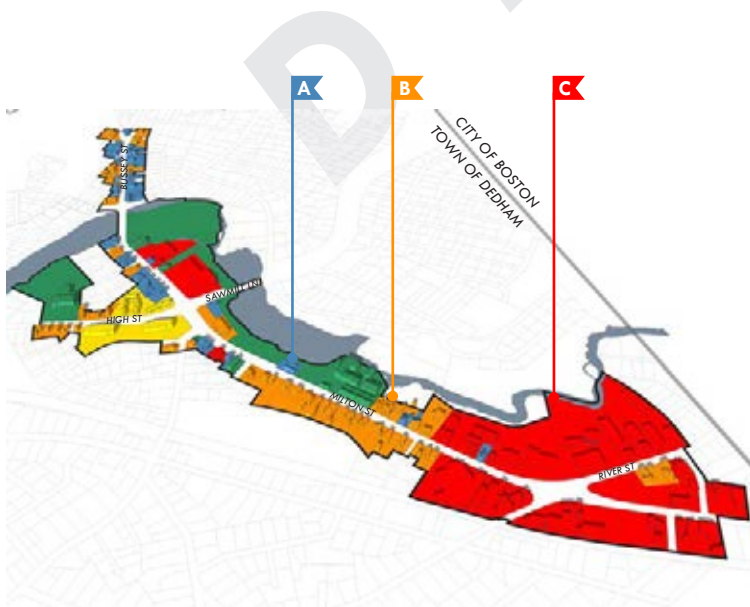 D
A
B
C
CITY OF BOSTON
TOWN OF DEDHAM
BUSSEY ST
SAWMILL LN
HIGH ST
MILTON ST
RIVER ST